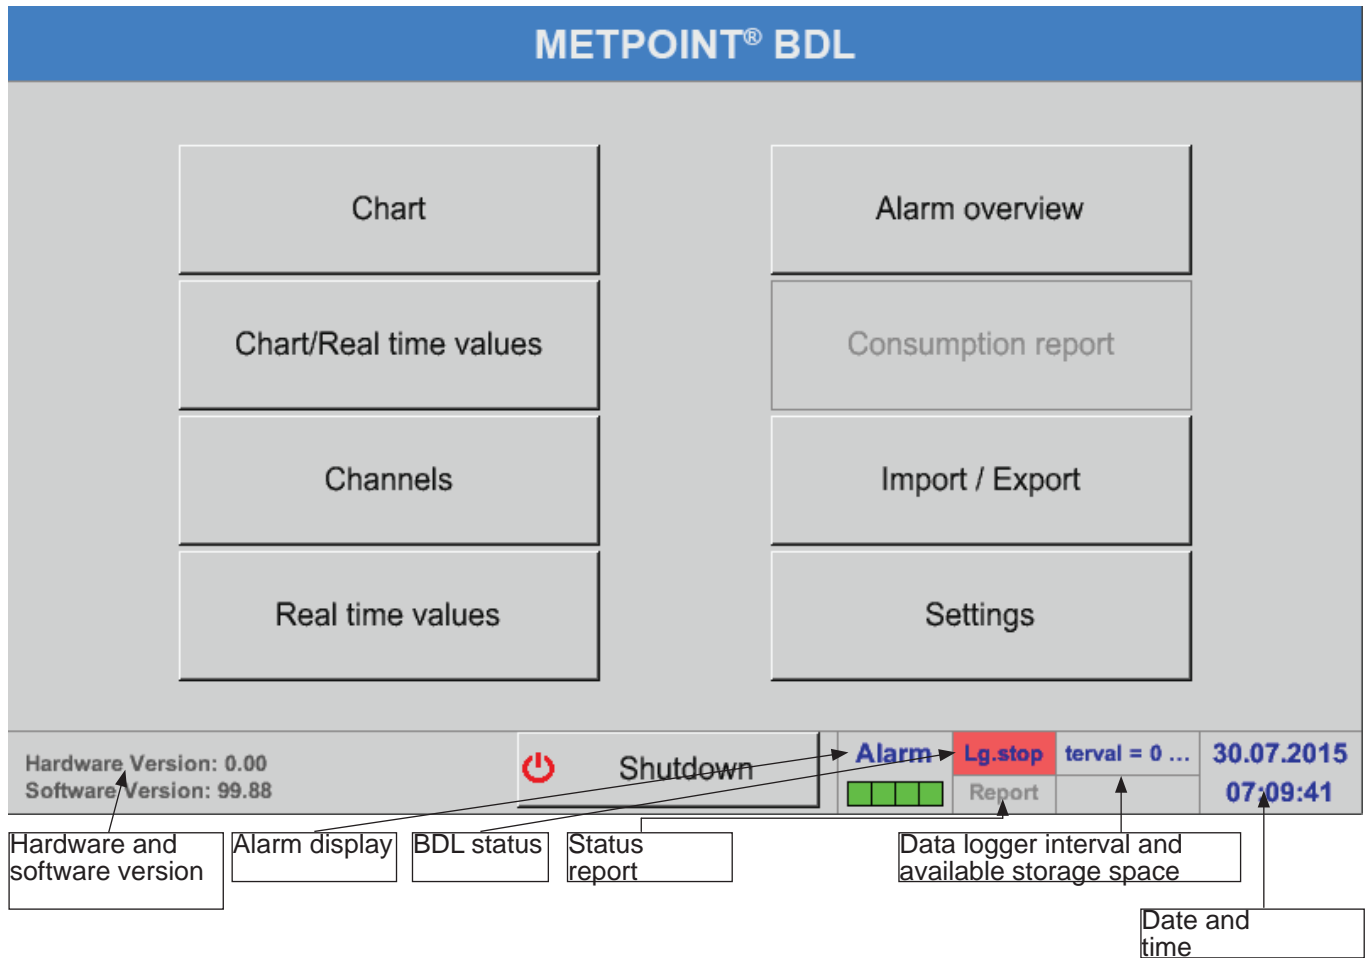 METPOINT® BDL
Chart
Alarm overview
Chart/Real time values
Consumption report
Channels
Import / Export
Real time values
Settings
Hardware Version: 0.00
Software Version: 99.88
Shutdown
Alarm
Lg.stop
terval = 0 ...
30.07.2015
Report
07:09:41
Hardware and
software version
Alarm display
BDL status
Status
report
Data logger interval and
available storage space
Date and
time